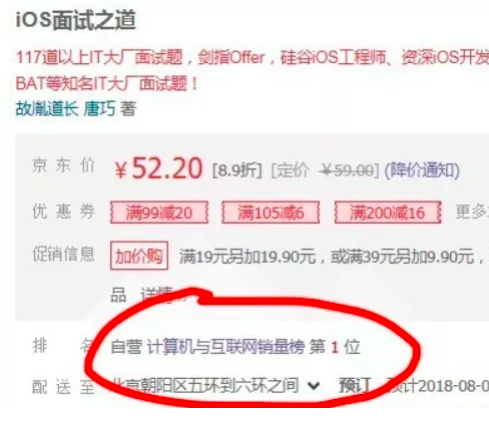 iOS面试之道
117道以上IT大厂面试题，剑指Offer，硅谷iOS工程师、资深iOS开发
BAT等知名IT大厂面试题！
故胤道长 唐巧 著
京东价 ￥52.20 [8.9折] [定价 ￥59.00] (降价通知)
优惠券 满99减20 满105减6 满200减16 更多
促销信息 加价购 满19元另加19.90元，或满39元另加9.90元，
品 详情
排名 自营 计算机与互联网销量榜 第 1 位
配送至 北京朝阳区五环到六环之间 预订，预计2018-08-0